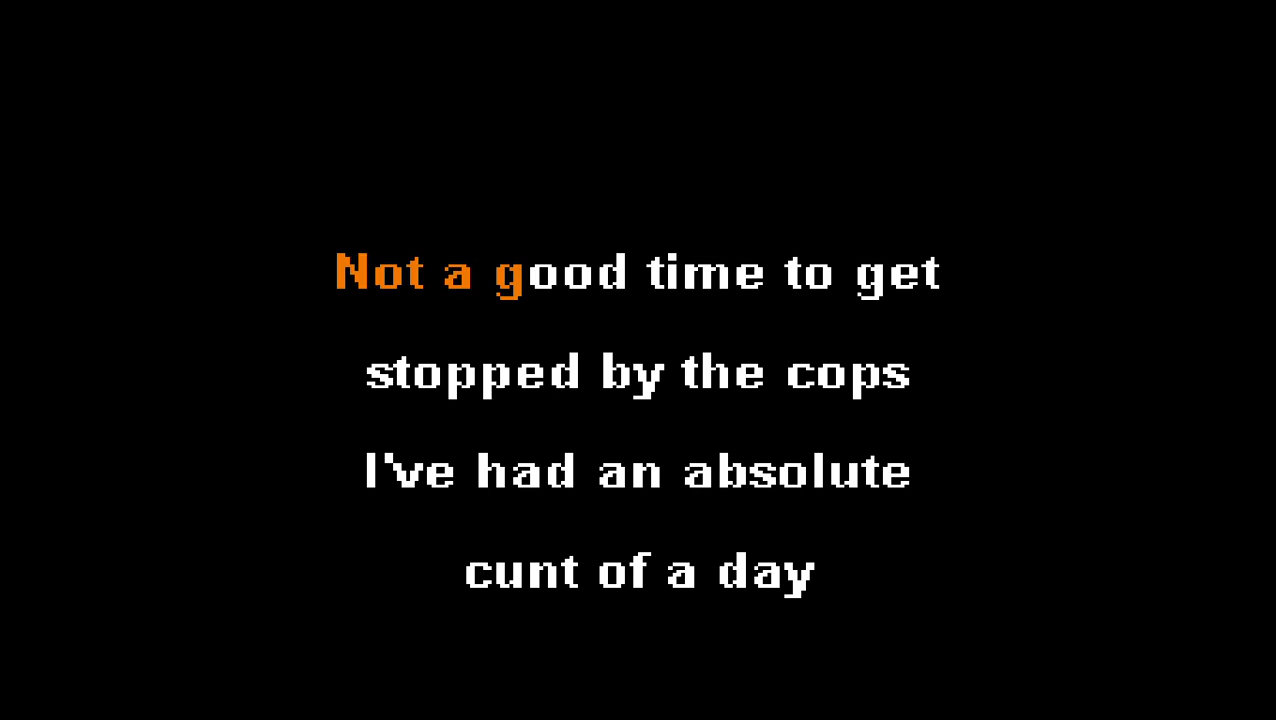 Not a good time to get
stopped by the cops
I've had an absolute
cunt of a day